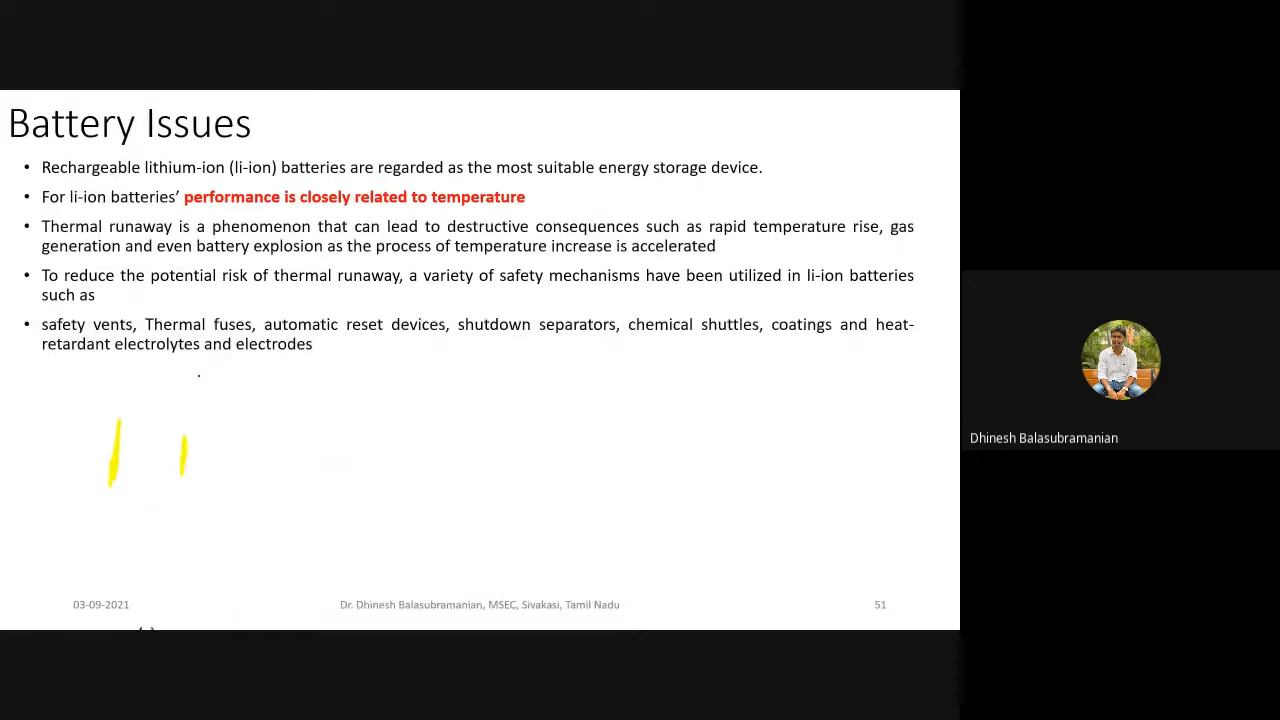 Battery Issues
• Rechargeable lithium-ion (li-ion) batteries are regarded as the most suitable energy storage device.
• For li-ion batteries’ performance is closely related to temperature
• Thermal runaway is a phenomenon that can lead to destructive consequences such as rapid temperature rise, gas
generation and even battery explosion as the process of temperature increase is accelerated
• To reduce the potential risk of thermal runaway, a variety of safety mechanisms have been utilized in li-ion batteries
such as
• safety vents, Thermal fuses, automatic reset devices, shutdown separators, chemical shuttles, coatings and heat-
retardant electrolytes and electrodes
03-09-2021
Dr. Dhinesh Balasubramanian, MSEC, Sivakasi, Tamil Nadu
51
Dhinesh Balasubramanian